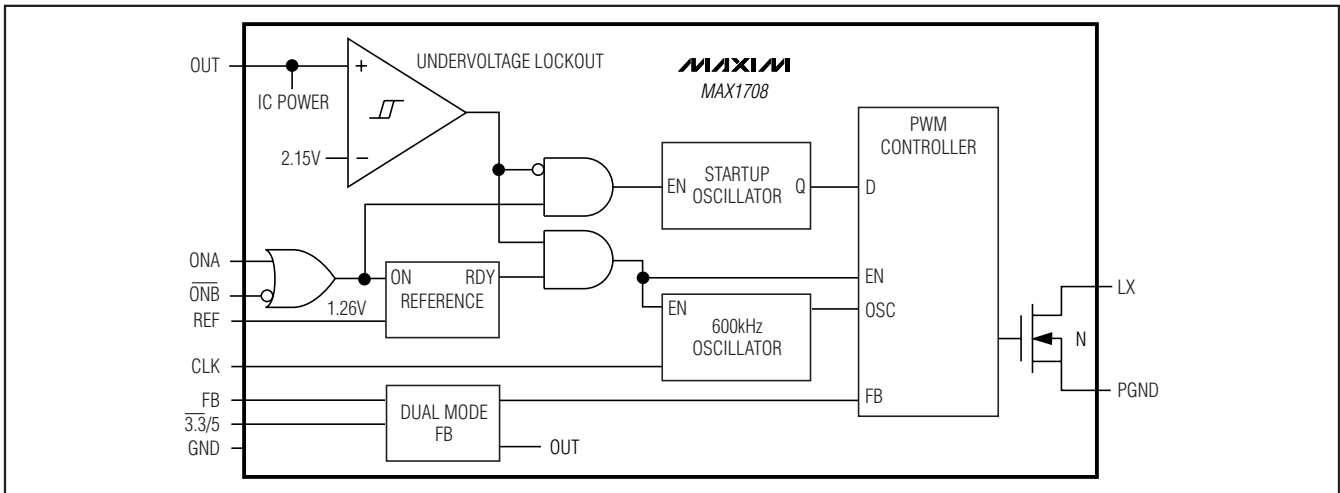 OUT
IC POWER
+
UNDERVOLTAGE LOCKOUT
2.15V
−
MAXIM
MAX1708
PWM
CONTROLLER
EN
STARTUP
OSCILLATOR
Q
D
ONA
ONB
REF
1.26V
ON
RDY
REFERENCE
EN
600kHz
OSCILLATOR
EN
OSC
LX
N
PGND
CLK
FB
3.3/5
GND
DUAL MODE
FB
OUT
FB